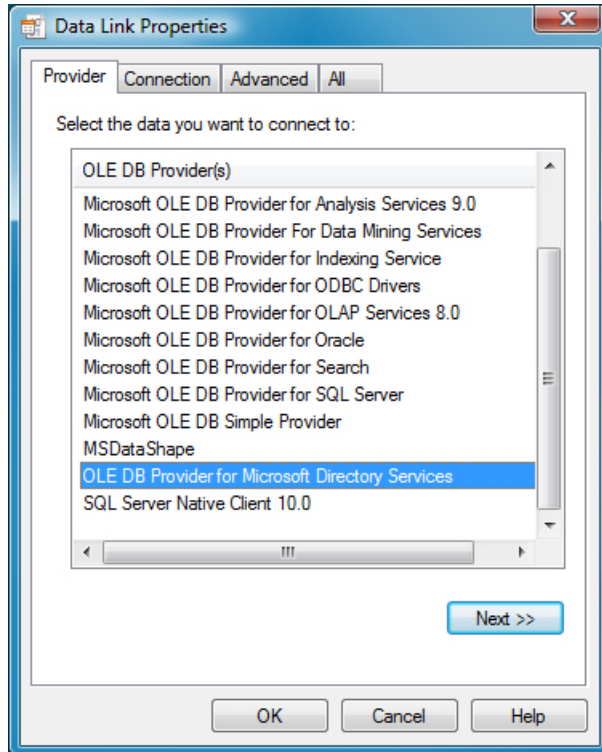 Data Link Properties
Provider Connection Advanced All
Select the data you want to connect to:
OLE DB Provider(s)
Microsoft OLE DB Provider for Analysis Services 9.0
Microsoft OLE DB Provider For Data Mining Services
Microsoft OLE DB Provider for Indexing Service
Microsoft OLE DB Provider for ODBC Drivers
Microsoft OLE DB Provider for OLAP Services 8.0
Microsoft OLE DB Provider for Oracle
Microsoft OLE DB Provider for Search
Microsoft OLE DB Provider for SQL Server
Microsoft OLE DB Simple Provider
MSDataShape
OLE DB Provider for Microsoft Directory Services
SQL Server Native Client 10.0
Next >>
OK Cancel Help